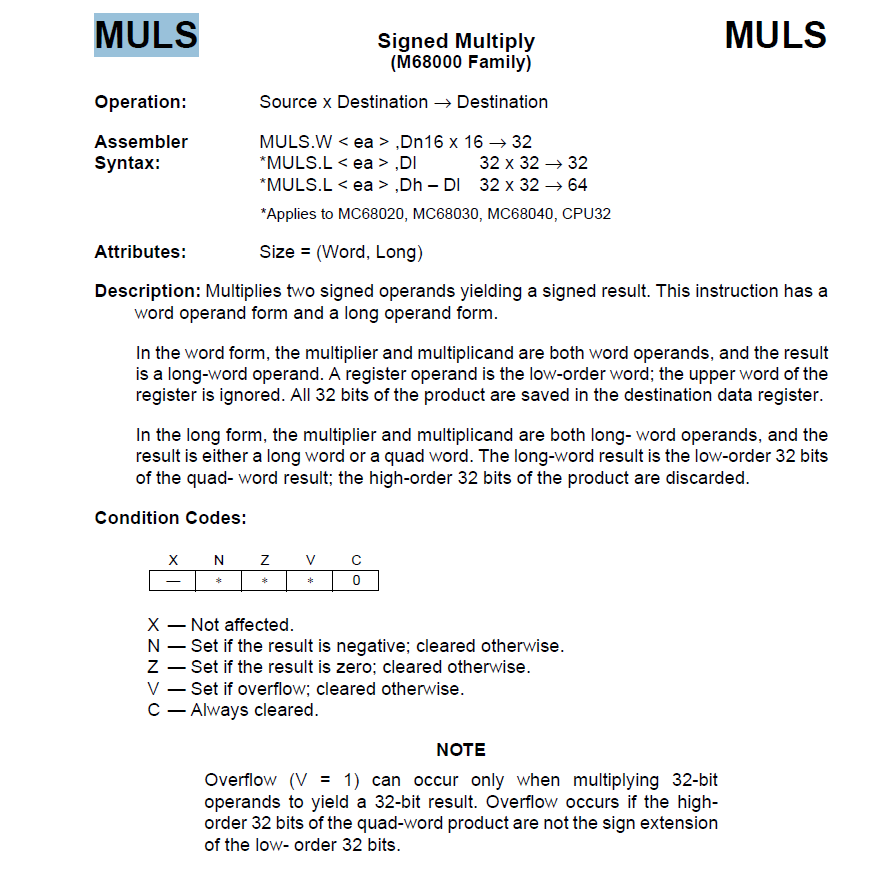 MULS
Signed Multiply
MULS
(M68000 Family)
Operation: Source x Destination → Destination
Assembler MULS.W < ea > ,Dn16 x 16 → 32
Syntax: *MULS.L < ea > ,Dl 32 x 32 → 32
*MULS.L < ea > ,Dh – Dl 32 x 32 → 64
*Applies to MC68020, MC68030, MC68040, CPU32
Attributes: Size = (Word, Long)
Description: Multiplies two signed operands yielding a signed result. This instruction has a
word operand form and a long operand form.
In the word form, the multiplier and multiplicand are both word operands, and the result
is a long-word operand. A register operand is the low-order word; the upper word of the
register is ignored. All 32 bits of the product are saved in the destination data register.
In the long form, the multiplier and multiplicand are both long- word operands, and the
result is either a long word or a quad word. The long-word result is the low-order 32 bits
of the quad- word result; the high-order 32 bits of the product are discarded.
Condition Codes:
X N Z V C
— * * * 0
X — Not affected.
N — Set if the result is negative; cleared otherwise.
Z — Set if the result is zero; cleared otherwise.
V — Set if overflow; cleared otherwise.
C — Always cleared.
NOTE
Overflow (V = 1) can occur only when multiplying 32-bit
operands to yield a 32-bit result. Overflow occurs if the high-
order 32 bits of the quad-word product are not the sign extension
of the low- order 32 bits.